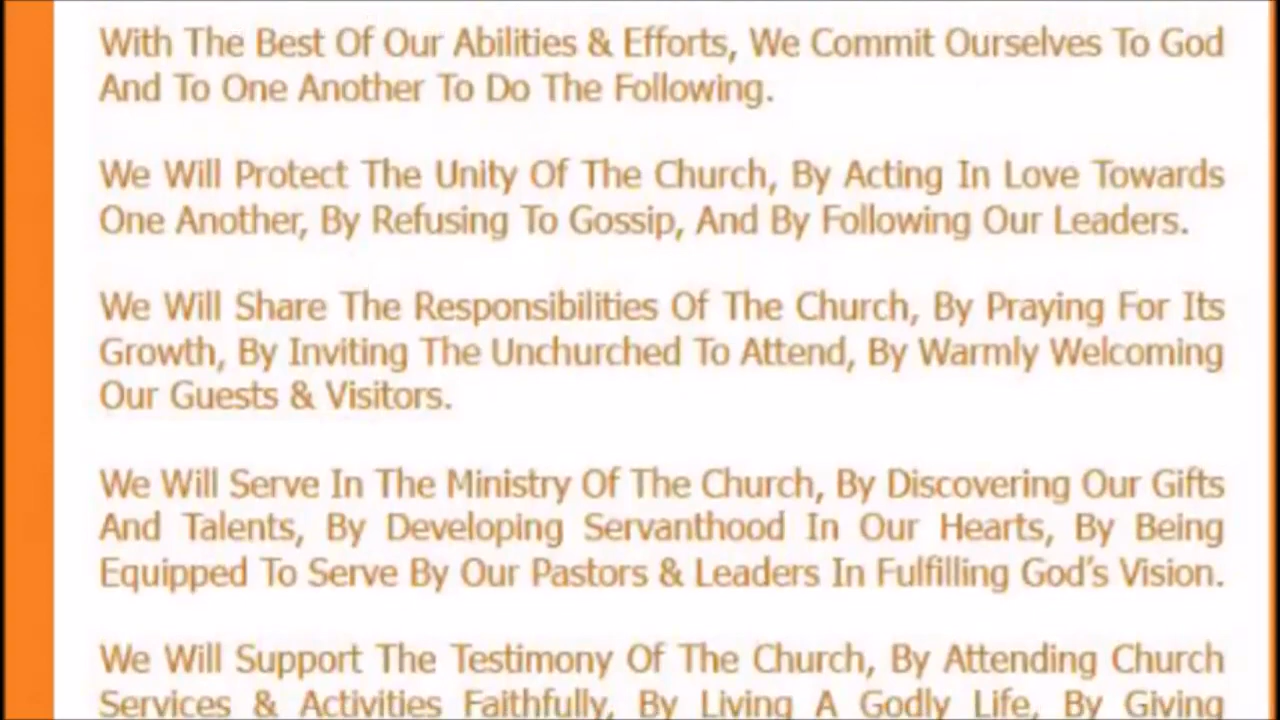 With The Best Of Our Abilities & Efforts, We Commit Ourselves To God
And To One Another To Do The Following.
We Will Protect The Unity Of The Church, By Acting In Love Towards
One Another, By Refusing To Gossip, And By Following Our Leaders.
We Will Share The Responsibilities Of The Church, By Praying For Its
Growth, By Inviting The Unchurched To Attend, By Warmly Welcoming
Our Guests & Visitors.
We Will Serve In The Ministry Of The Church, By Discovering Our Gifts
And Talents, By Developing Servanthood In Our Hearts, By Being
Equipped To Serve By Our Pastors & Leaders In Fulfilling God's Vision.
We Will Support The Testimony Of The Church, By Attending Church
Services & Activities Faithfully, By Living A Godly Life, By Giving